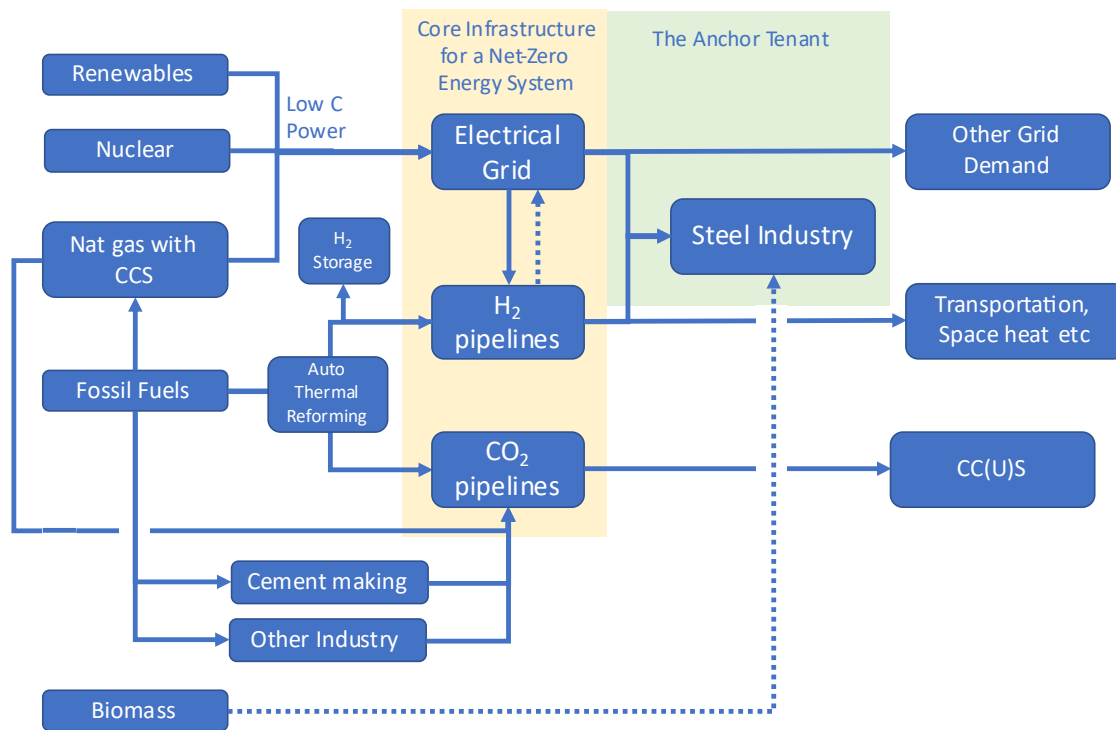 Core Infrastructure
for a Net-Zero
Energy System
The Anchor Tenant
Renewables
Low C
Power
Nuclear
Electrical
Grid
Other Grid
Demand
Nat gas with
CCS
H₂
Storage
Steel Industry
H₂
pipelines
Transportation,
Space heat etc
Fossil Fuels
Auto
Thermal
Reforming
CO₂
pipelines
CC(U)S
Cement making
Other Industry
Biomass